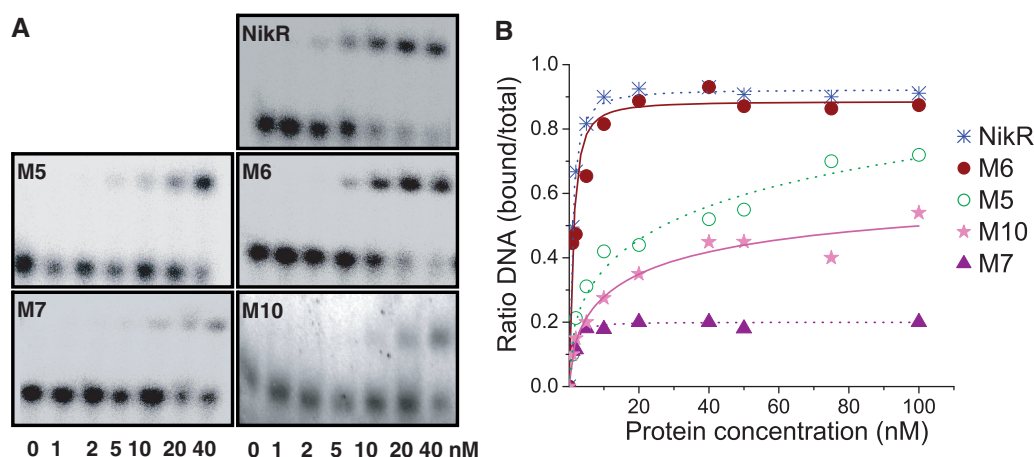 A
NikR
M5
M6
M7
M10
0 1 2 5 10 20 40
0 1 2 5 10 20 40 nM
B
Ratio DNA (bound/total)
1.0
0.8
0.6
0.4
0.2
0.0
20 40 60 80 100
Protein concentration (nM)
NikR
M6
M5
M10
M7